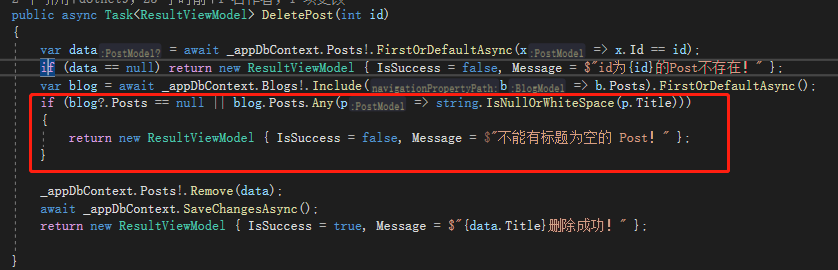 public async Task<ResultViewModel> DeletePost(int id)
{
var data:PostModel? = await _appDbContext.Posts!.FirstOrDefaultAsync(x:PostModel => x.Id == id);
if (data == null) return new ResultViewModel { IsSuccess = false, Message = $"id为{id}的Post不存在！" };
var blog = await _appDbContext.Blogs!.Include(navigationPropertyPath: b:BlogModel => b.Posts).FirstOrDefaultAsync();
if (blog?.Posts == null || blog.Posts.Any(p:PostModel => string.IsNullOrWhiteSpace(p.Title)))
{
return new ResultViewModel { IsSuccess = false, Message = $"不能有标题为空的 Post！" };
}
_appDbContext.Posts!.Remove(data);
await _appDbContext.SaveChangesAsync();
return new ResultViewModel { IsSuccess = true, Message = $"{data.Title}删除成功！" };
}